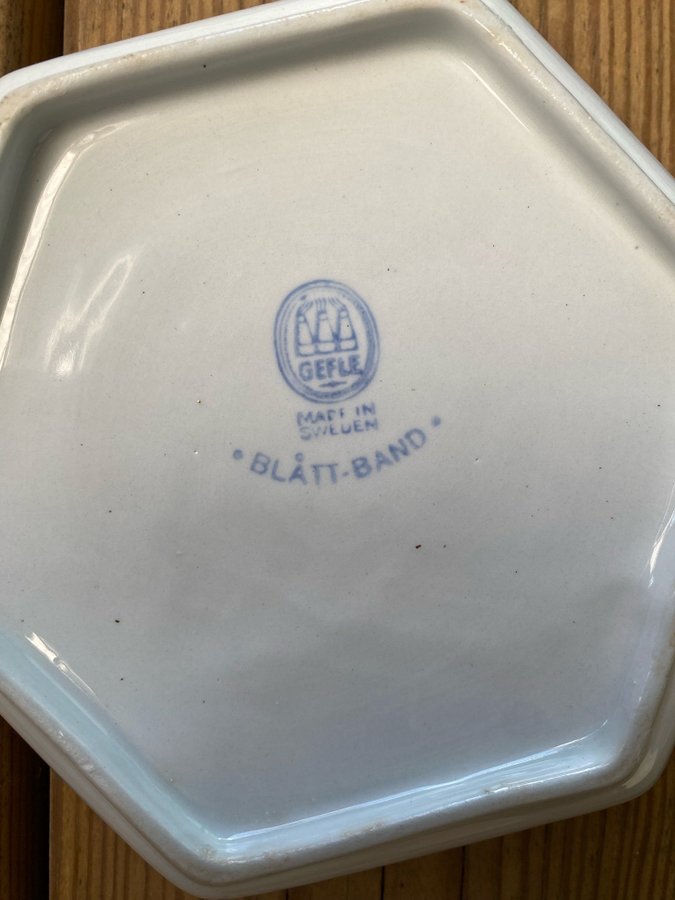 GEFLE
MADE IN
SWEDEN
• BLÅTT-BAND •